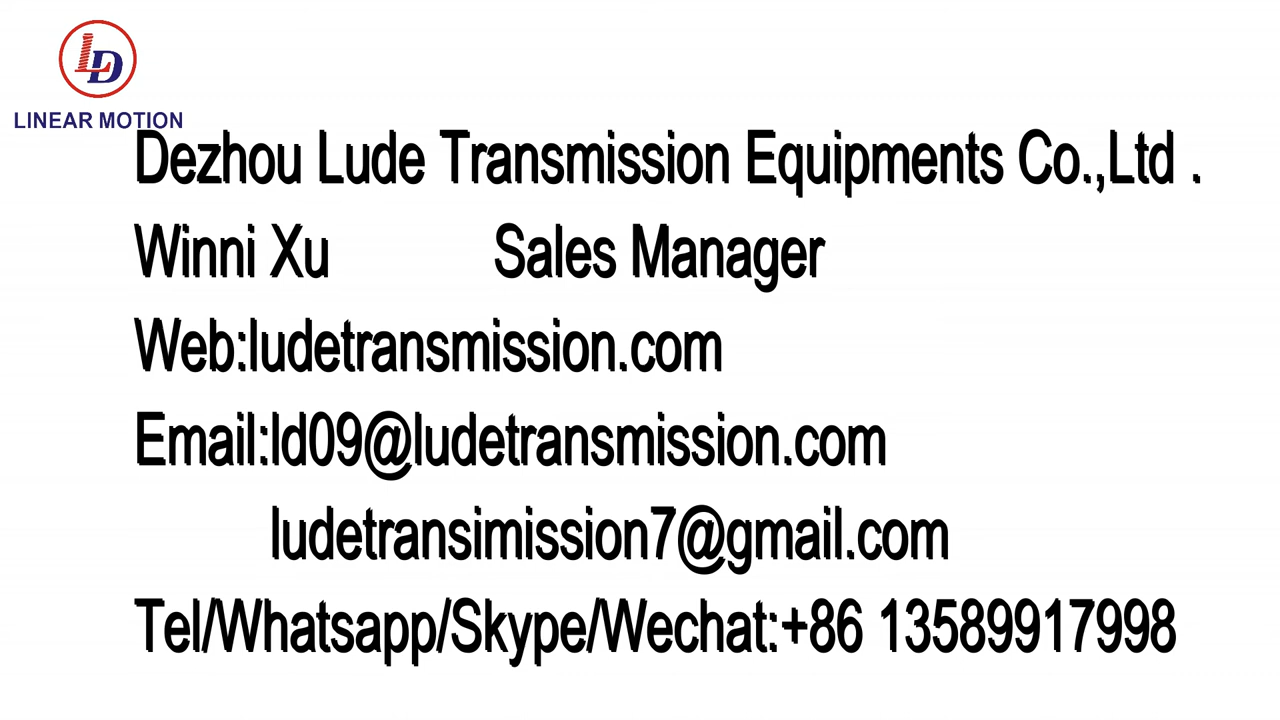 LD
LINEAR MOTION
Dezhou Lude Transmission Equipments Co.,Ltd .
Winni Xu Sales Manager
Web:ludetransmission.com
Email:ld09@ludetransmission.com
ludetransimission7@gmail.com
Tel/Whatsapp/Skype/Wechat:+86 13589917998